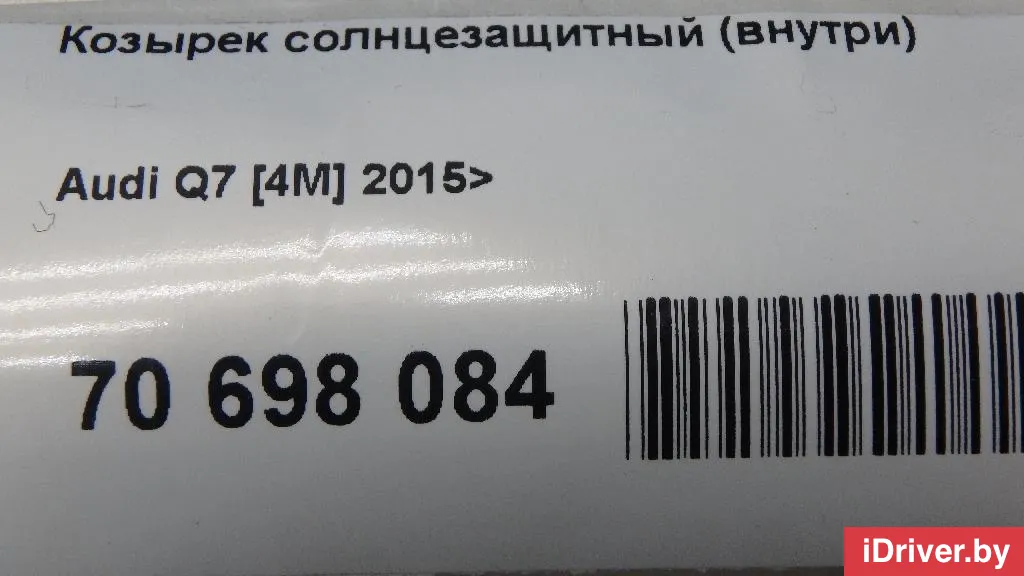 Козырек солнцезащитный (внутри)
Audi Q7 [4M] 2015>
70 698 084
iDriver.by